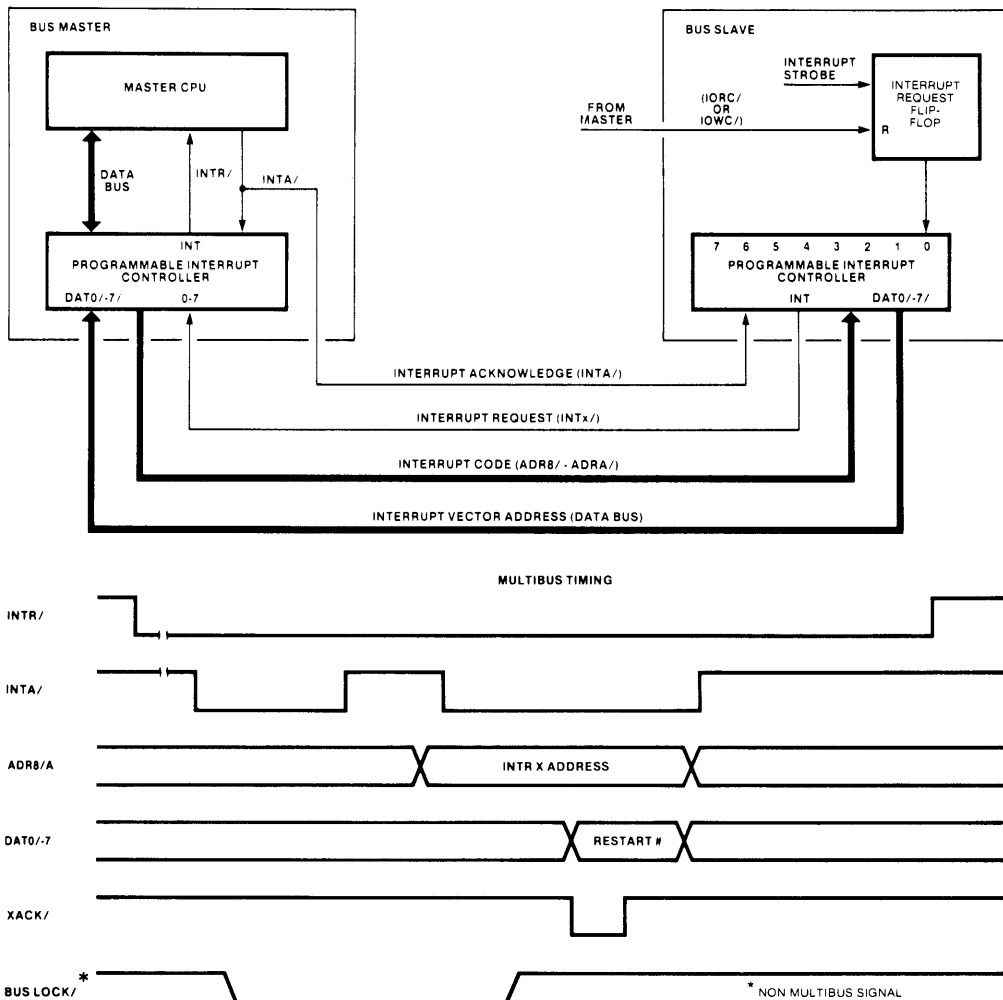 BUS MASTER
MASTER CPU
DATA
BUS
INTR/
INTA/
INT
PROGRAMMABLE INTERRUPT
CONTROLLER
DAT0/-7/ 0-7
BUS SLAVE
INTERRUPT
STROBE
FROM
MASTER
(IORC/
OR
IOWC/)
INTERRUPT
REQUEST
FLIP-
FLOP
R
7 6 5 4 3 2 1 0
PROGRAMMABLE INTERRUPT
CONTROLLER
INT DAT0/-7/
INTERRUPT ACKNOWLEDGE (INTA/)
INTERRUPT REQUEST (INTx/)
INTERRUPT CODE (ADR8/ - ADRA/)
INTERRUPT VECTOR ADDRESS (DATA BUS)
MULTIBUS TIMING
INTR/
INTA/
ADR8/A
INTR X ADDRESS
DAT0/-7
RESTART #
XACK/
BUS LOCK/ *
* NON MULTIBUS SIGNAL